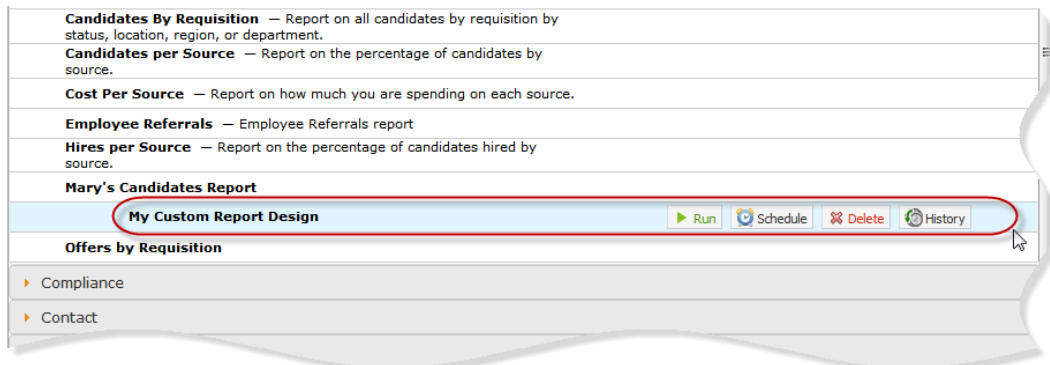 Candidates By Requisition — Report on all candidates by requisition by
status, location, region, or department.
Candidates per Source — Report on the percentage of candidates by
source.
Cost Per Source — Report on how much you are spending on each source.
Employee Referrals — Employee Referrals report
Hires per Source — Report on the percentage of candidates hired by
source.
Mary's Candidates Report
My Custom Report Design Run Schedule Delete History
Offers by Requisition
Compliance
Contact